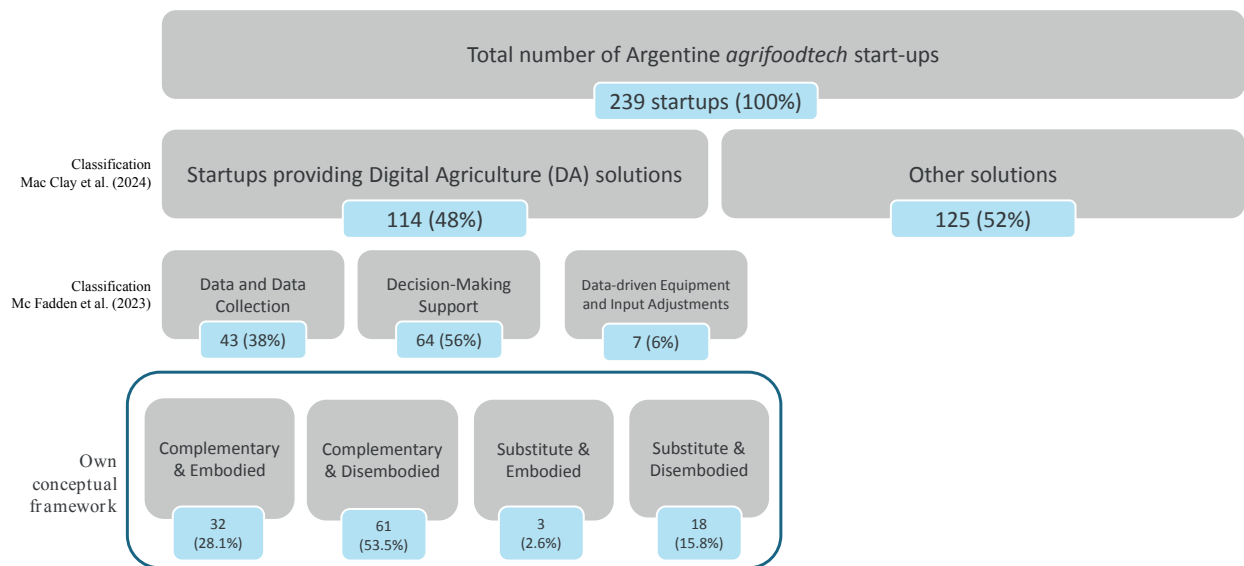 Total number of Argentine agrifoodtech start-ups
239 startups (100%)
Classification
Mac Clay et al. (2024)
Startups providing Digital Agriculture (DA) solutions
114 (48%)
Other solutions
125 (52%)
Classification
Mc Fadden et al. (2023)
Data and Data
Collection
43 (38%)
Decision-Making
Support
64 (56%)
Data-driven Equipment
and Input Adjustments
7 (6%)
Own
conceptual
framework
Complementary
& Embodied
32
(28.1%)
Complementary
& Disembodied
61
(53.5%)
Substitute &
Embodied
3
(2.6%)
Substitute &
Disembodied
18
(15.8%)